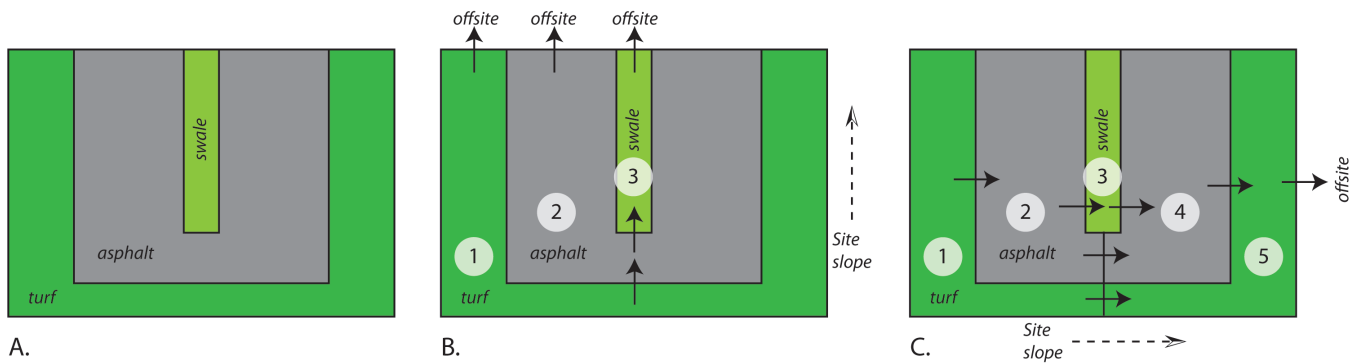 swale
asphalt
turf
A.
offsite
offsite
offsite
swale
3
2
asphalt
1
turf
Site
slope
B.
swale
3
2
4
asphalt
1
5
turf
offsite
Site
slope
C.